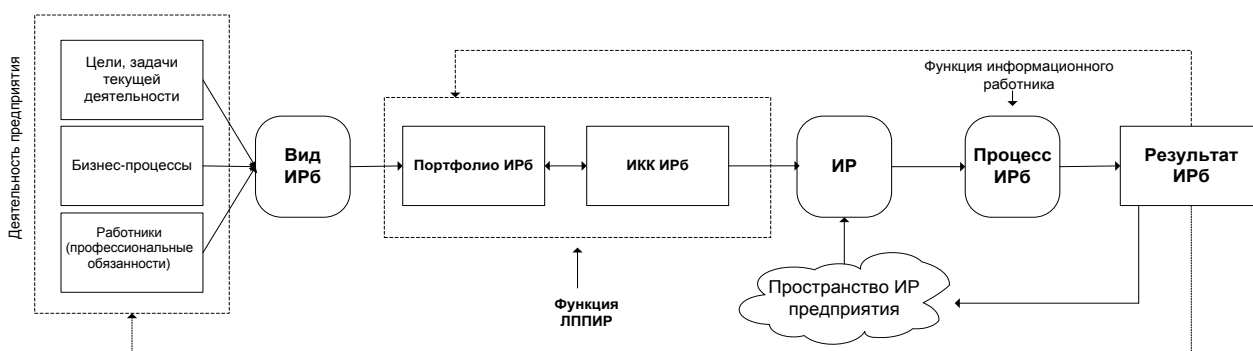 Деятельность предприятия
Цели, задачи
текущей
деятельности
Бизнес-процессы
Работники
(профессиональные
обязанности)
Вид
ИРб
Портфолио ИРб
ИКК ИРб
Функция
ЛППИР
ИР
Пространство ИР
предприятия
Функция информационного
работника
Процесс
ИРб
Результат
ИРб